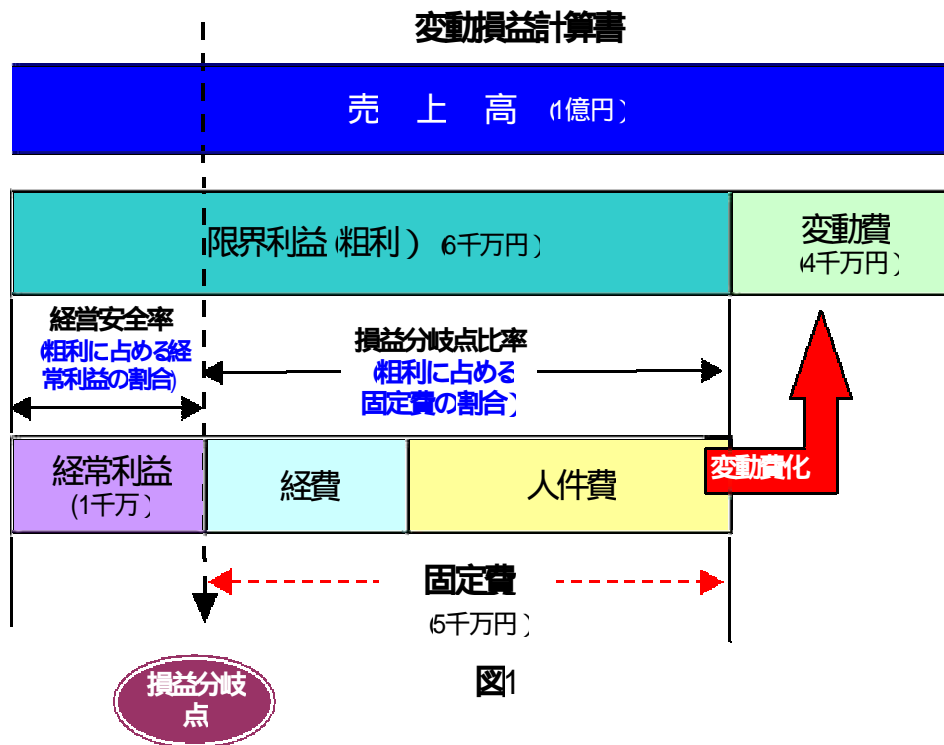 変動損益計算書
売 上 高 (1億円)
限界利益(粗利) (6千万円)
変動費
(4千万円)
経営安全率
(粗利に占める経
常利益の割合)
損益分岐点比率
(粗利に占める
固定費の割合)
経常利益
(1千万)
経費
人件費
変動費化
固定費
(5千万円)
損益分岐
点
図1